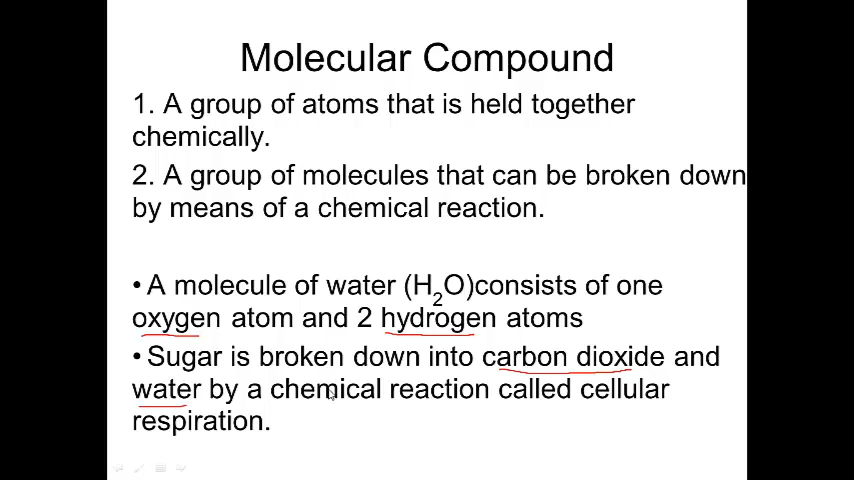 Molecular Compound
1. A group of atoms that is held together
chemically.
2. A group of molecules that can be broken down
by means of a chemical reaction.
• A molecule of water (H₂O)consists of one
oxygen atom and 2 hydrogen atoms
• Sugar is broken down into carbon dioxide and
water by a chemical reaction called cellular
respiration.